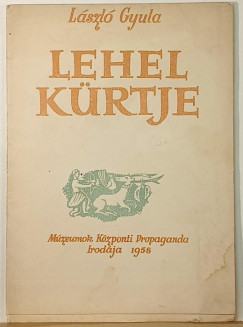 László Gyula
LEHEL
KÜRTJE
Múzeumok Központi Propaganda
Irodája 1958